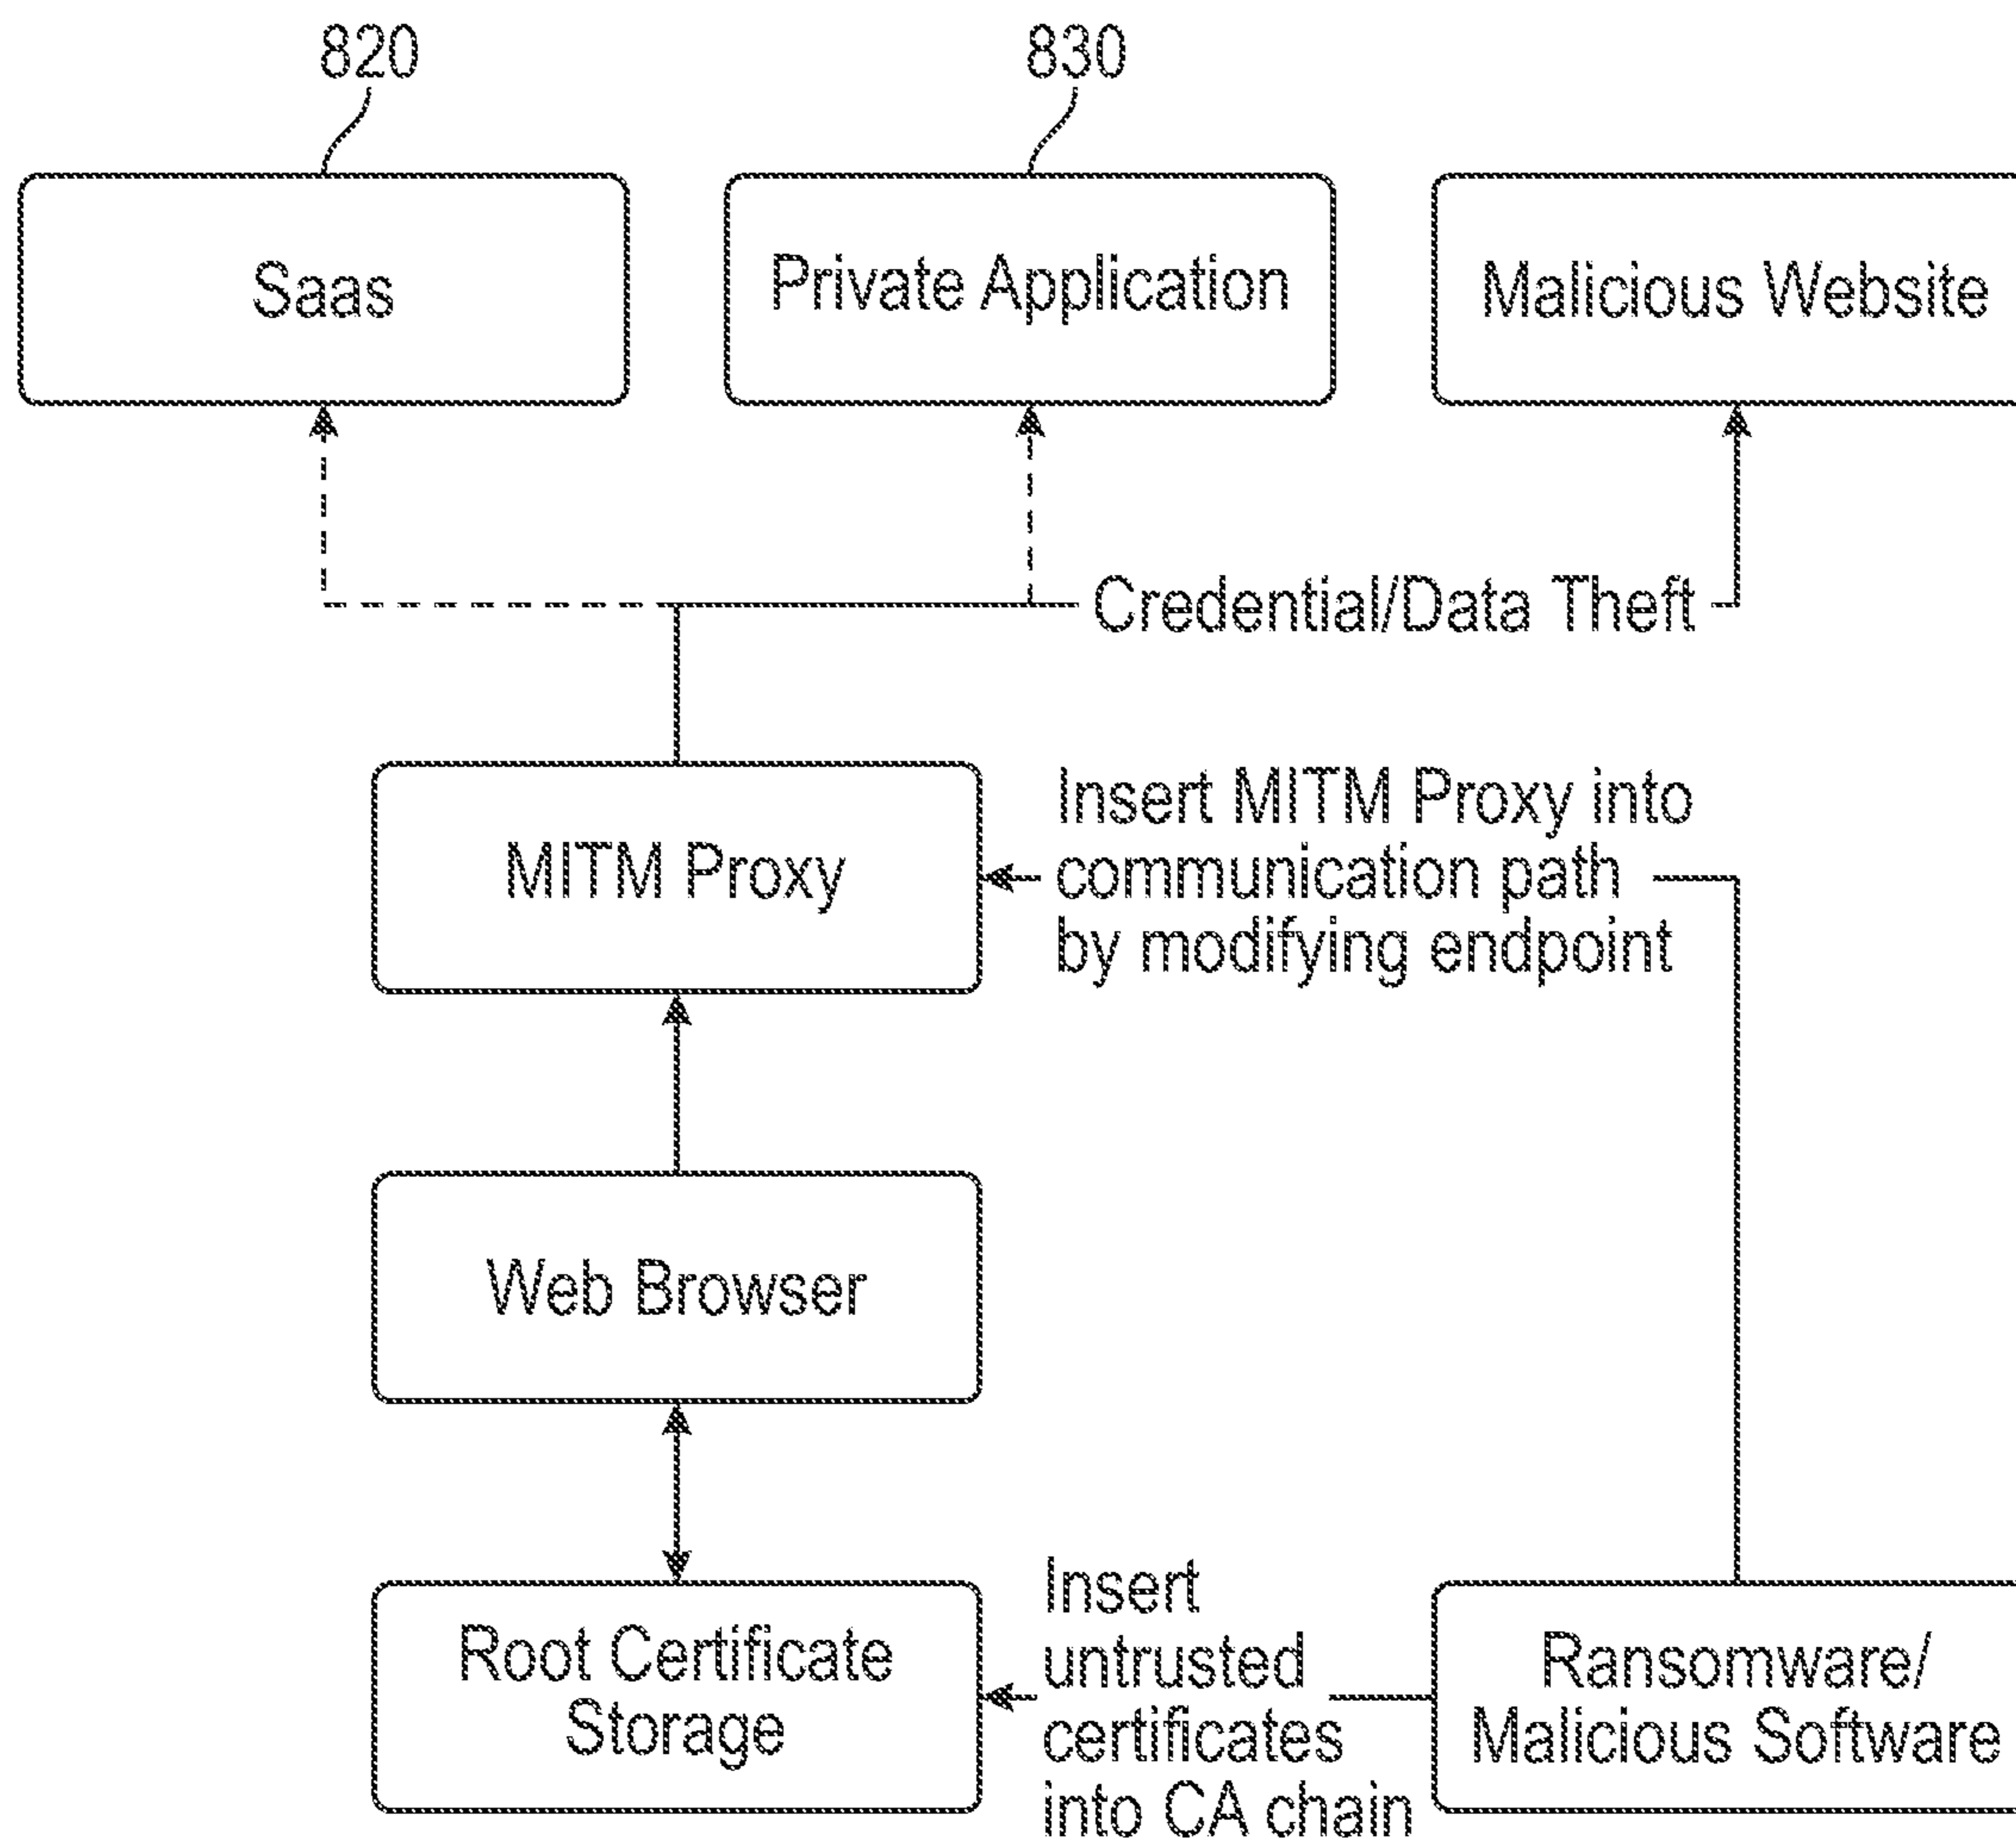 820
830
Saas
Private Application
Malicious Website
Credential/Data Theft
MITM Proxy
Insert MITM Proxy into
communication path
by modifying endpoint
Web Browser
Root Certificate
Storage
Insert
untrusted
certificates
into CA chain
Ransomware/
Malicious Software